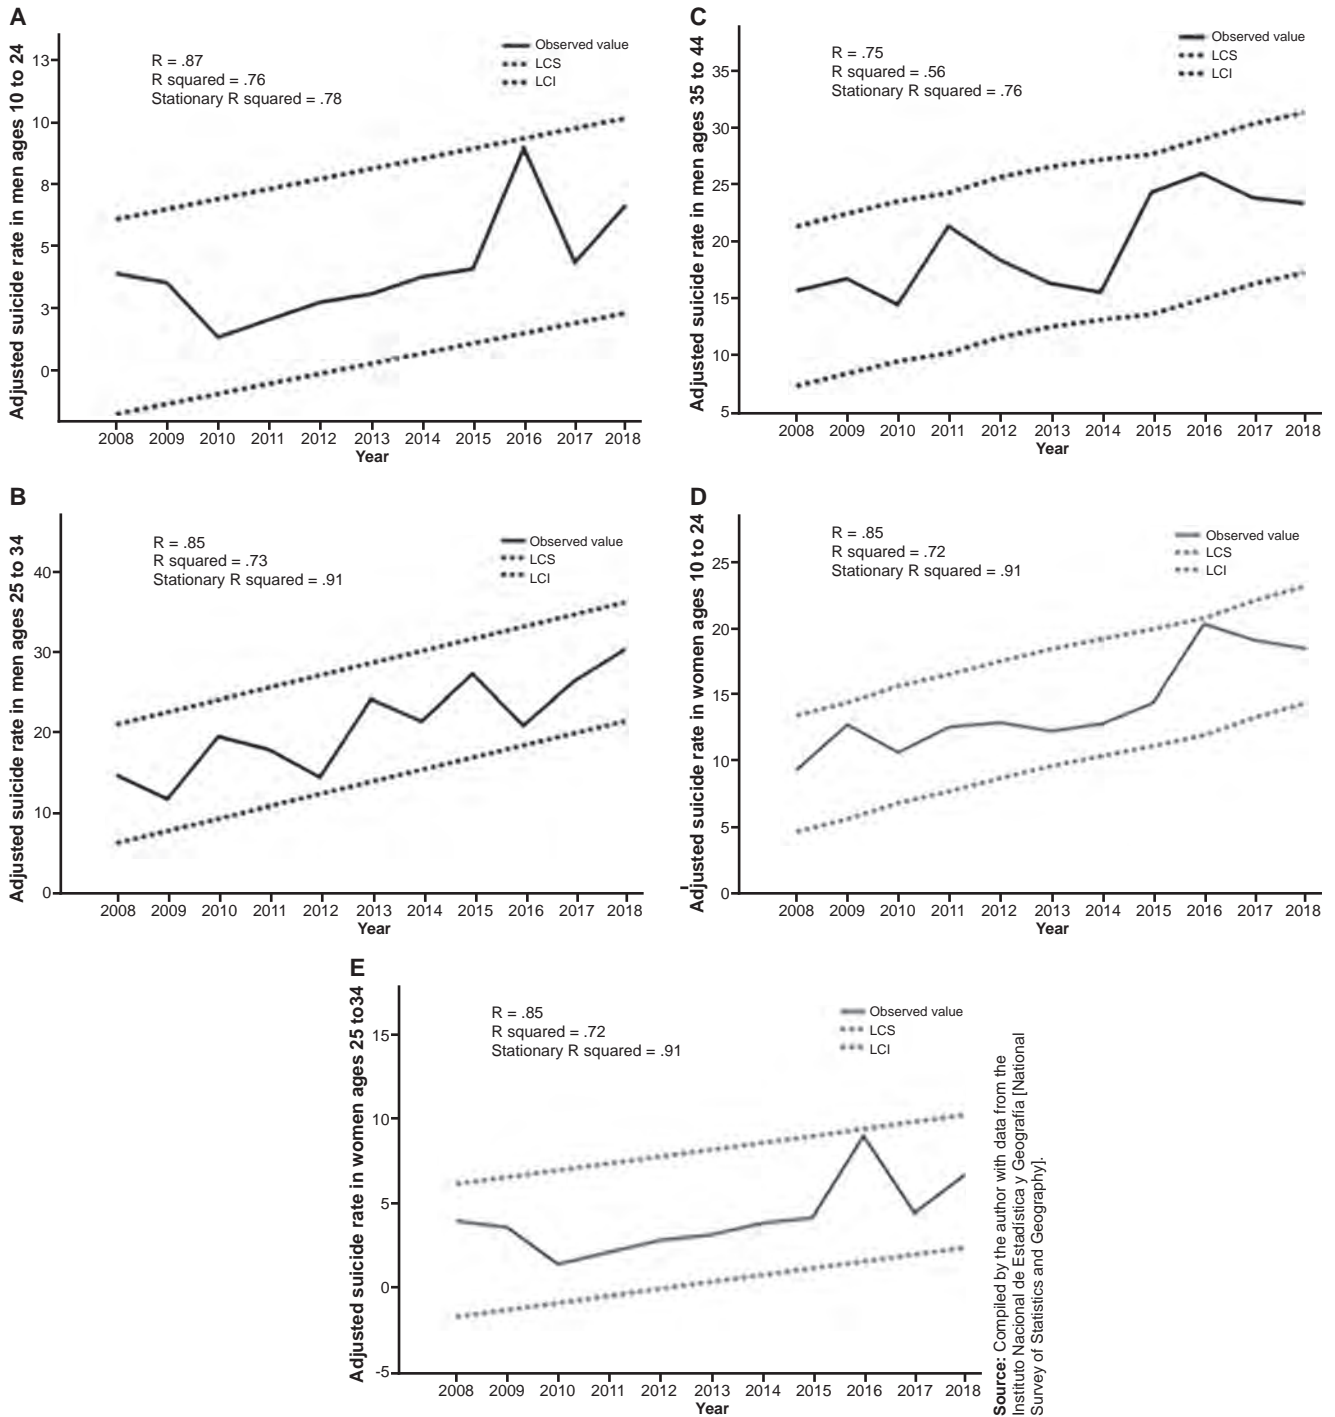 A
Adjusted suicide rate in men ages 10 to 24
R = .87
R squared = .76
Stationary R squared = .78
Observed value
LCS
LCI
13
10
8
5
3
0
2008 2009 2010 2011 2012 2013 2014 2015 2016 2017 2018
Year
B
Adjusted suicide rate in men ages 25 to 34
R = .85
R squared = .73
Stationary R squared = .91
Observed value
LCS
LCI
40
30
20
10
0
2008 2009 2010 2011 2012 2013 2014 2015 2016 2017 2018
Year
C
Adjusted suicide rate in men ages 35 to 44
R = .75
R squared = .56
Stationary R squared = .76
Observed value
LCS
LCI
35
30
25
20
15
10
5
2008 2009 2010 2011 2012 2013 2014 2015 2016 2017 2018
Year
D
Adjusted suicide rate in women ages 10 to 24
R = .85
R squared = .72
Stationary R squared = .91
Observed value
LCS
LCI
25
20
15
10
5
0
2008 2009 2010 2011 2012 2013 2014 2015 2016 2017 2018
Year
E
Adjusted suicide rate in women ages 25 to34
R = .85
R squared = .72
Stationary R squared = .91
Observed value
LCS
LCI
15
10
5
0
-5
2008 2009 2010 2011 2012 2013 2014 2015 2016 2017 2018
Year
Source: Compiled by the author with data from the
Instituto Nacional de Estadística y Geografía [National
Survey of Statistics and Geography].